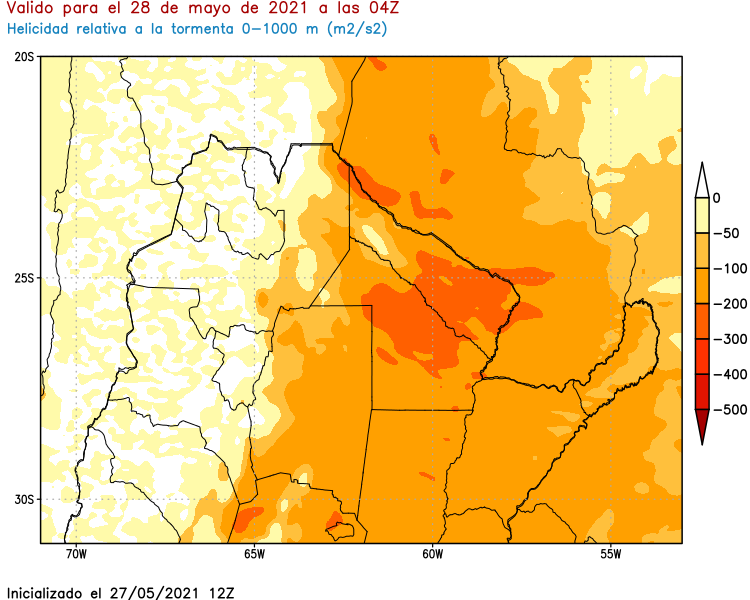 Valido para el 28 de mayo de 2021 a las 04Z
Helicidad relativa a la tormenta 0-1000 m (m2/s2)
20S
25S
30S
70W 65W 60W 55W
0
-50
-100
-200
-300
-400
-500
Inicializado el 27/05/2021 12Z